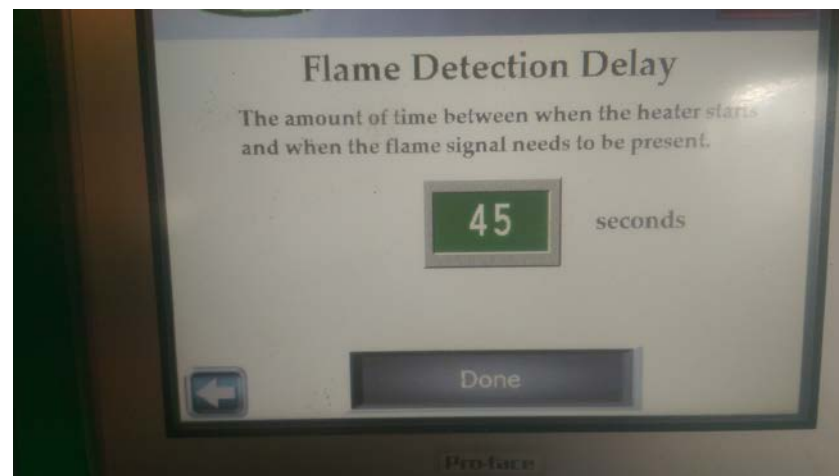 Flame Detection Delay
The amount of time between when the heater starts
and when the flame signal needs to be present.
45 seconds
Done
Pro-face